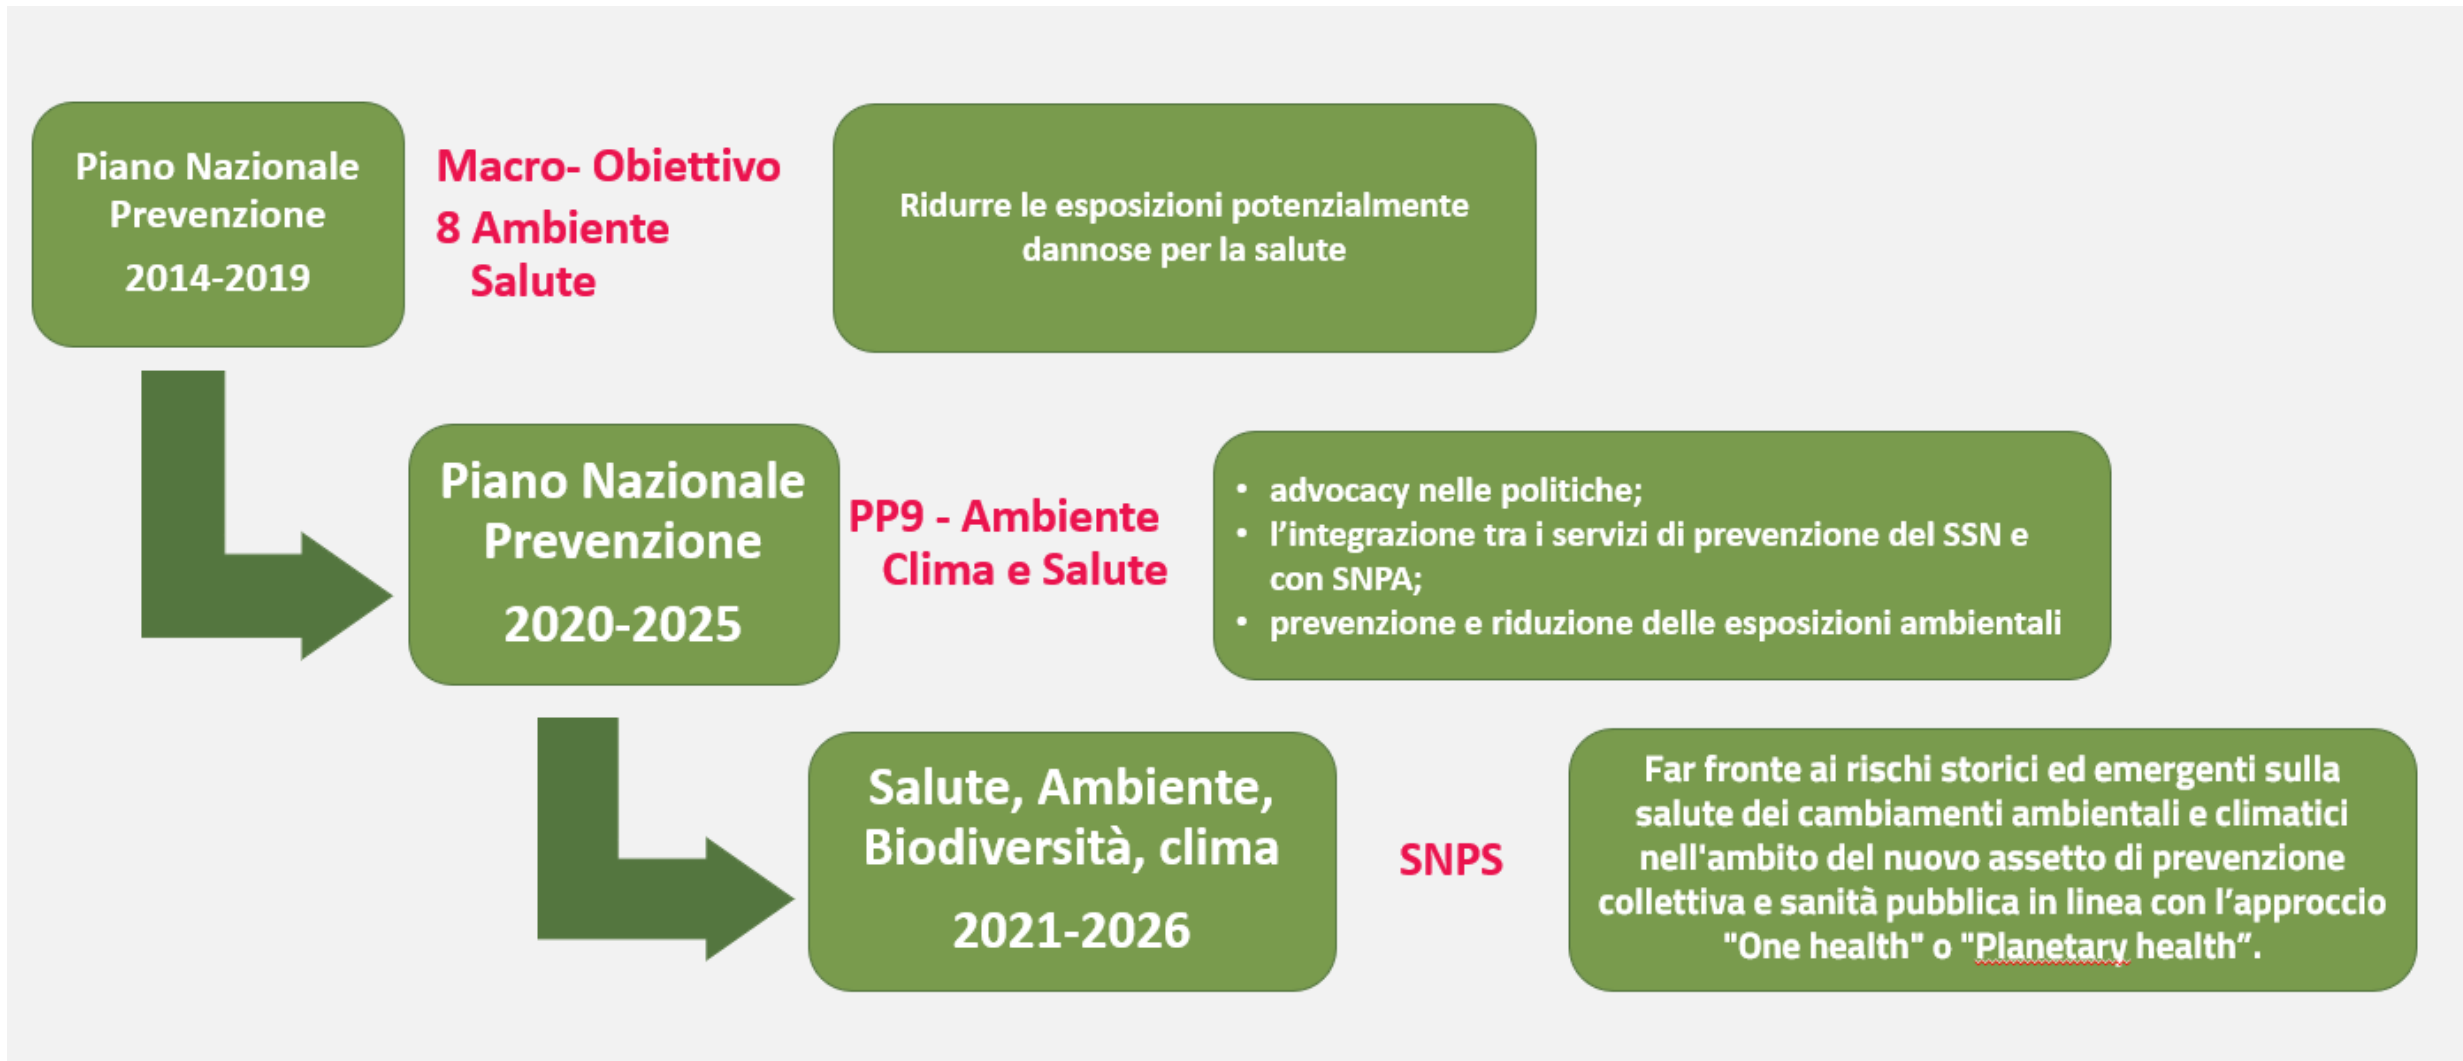 Piano Nazionale
Prevenzione
2014-2019
Macro- Obiettivo
8 Ambiente
Salute
Ridurre le esposizioni potenzialmente
dannose per la salute
Piano Nazionale
Prevenzione
2020-2025
PP9 - Ambiente
Clima e Salute
• advocacy nelle politiche;
• l’integrazione tra i servizi di prevenzione del SSN e
con SNPA;
• prevenzione e riduzione delle esposizioni ambientali
Salute, Ambiente,
Biodiversità, clima
2021-2026
SNPS
Far fronte ai rischi storici ed emergenti sulla
salute dei cambiamenti ambientali e climatici
nell'ambito del nuovo assetto di prevenzione
collettiva e sanità pubblica in linea con l’approccio
"One health" o "Planetary health”.